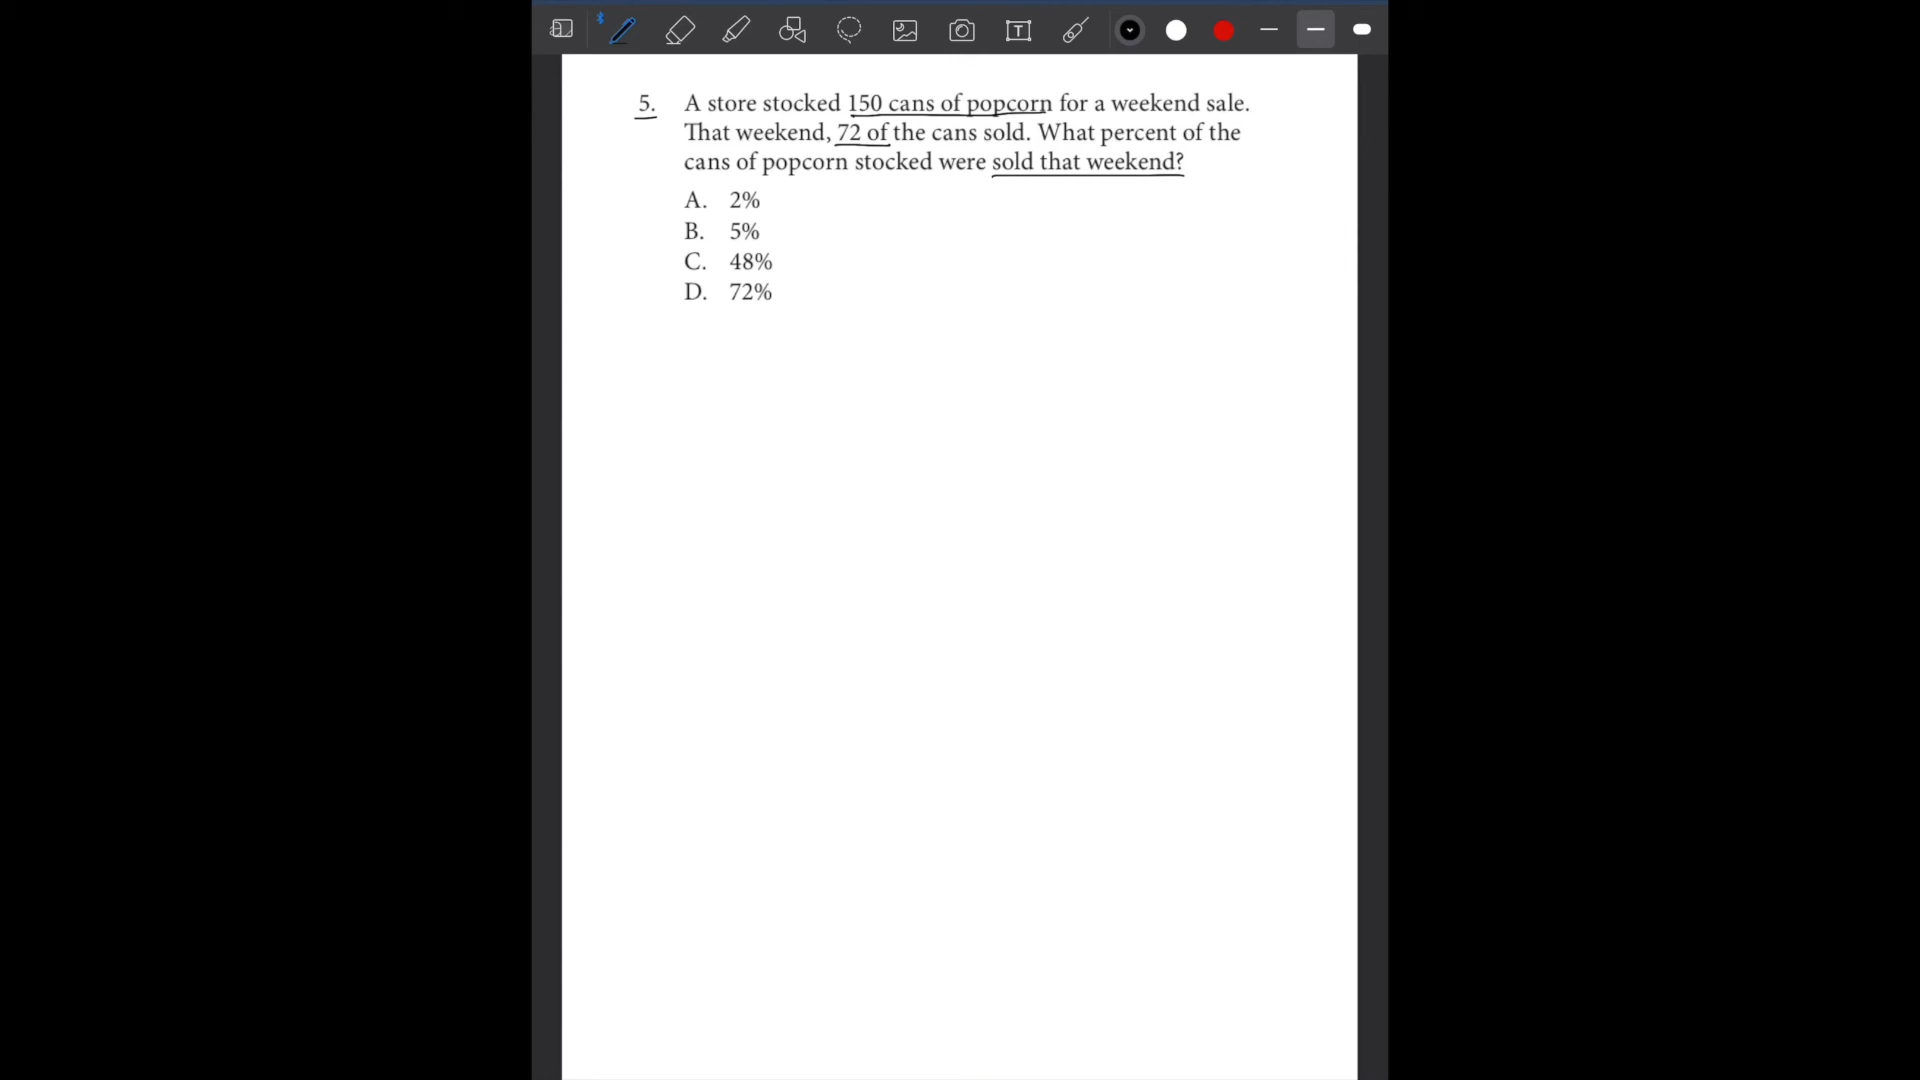 5. A store stocked 150 cans of popcorn for a weekend sale.
That weekend, 72 of the cans sold. What percent of the
cans of popcorn stocked were sold that weekend?
A. 2%
B. 5%
C. 48%
D. 72%